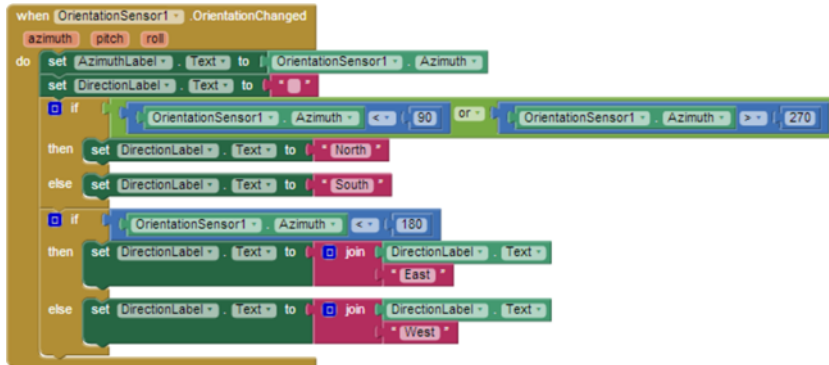 when OrientationSensor1 .OrientationChanged
azimuth pitch roll
do set AzimuthLabel . Text to OrientationSensor1 . Azimuth
set DirectionLabel . Text to " "
if OrientationSensor1 . Azimuth < 90 or OrientationSensor1 . Azimuth > 270
then set DirectionLabel . Text to " North "
else set DirectionLabel . Text to " South "
if OrientationSensor1 . Azimuth < 180
then set DirectionLabel . Text to join DirectionLabel . Text
" East "
else set DirectionLabel . Text to join DirectionLabel . Text
" West "